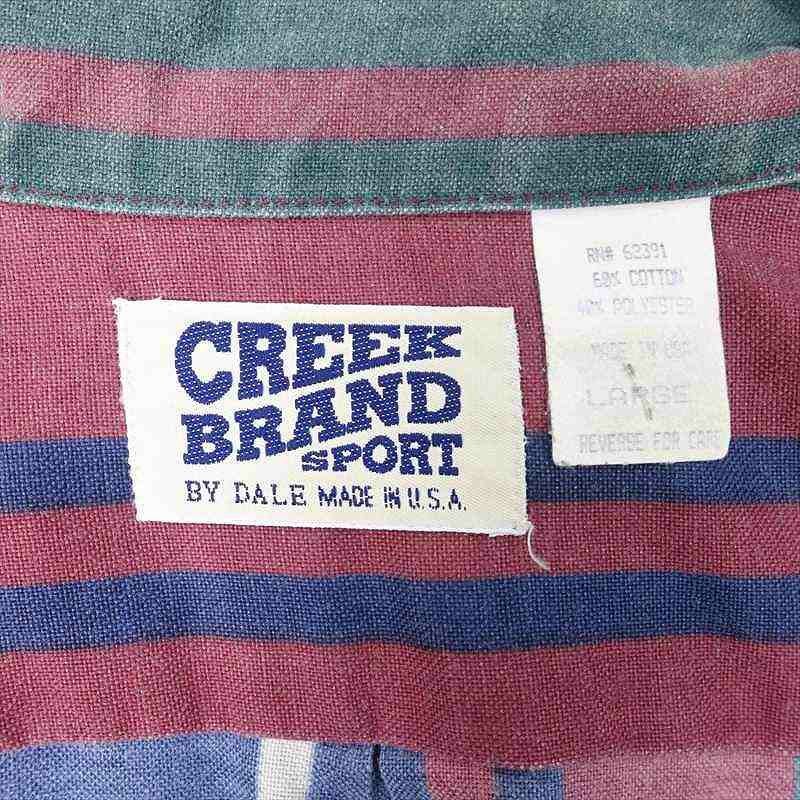 CREEK
BRAND
SPORT
BY DALE MADE IN U.S.A.
RN# 62391
60% COTTON
40% POLYESTER
MADE IN USA
LARGE
REVERSE FOR CARE